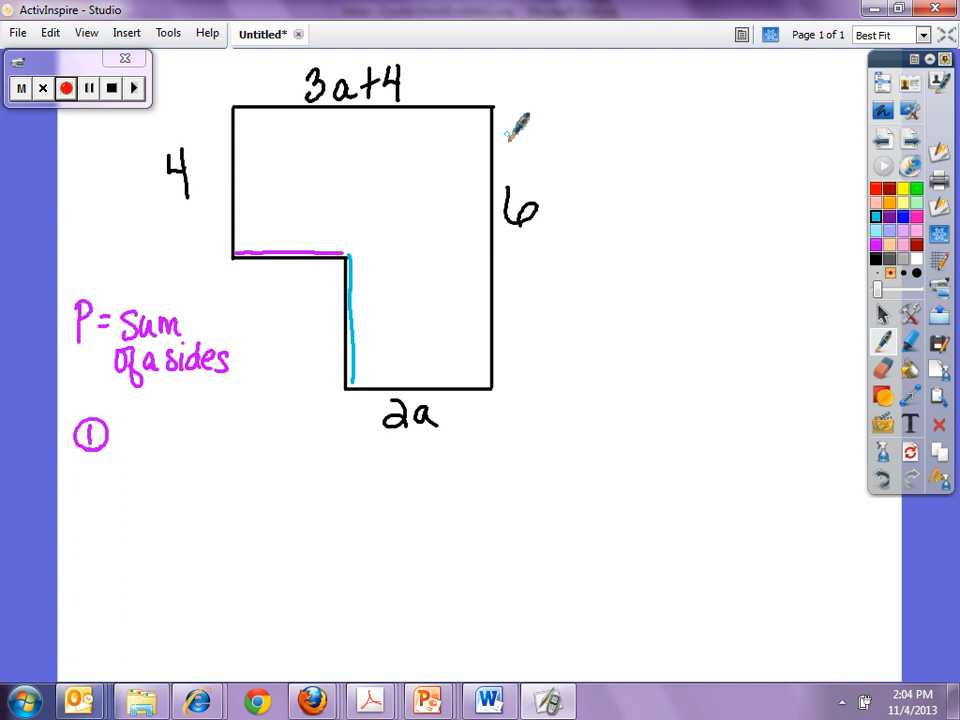 ActivInspire - Studio
File Edit View Insert Tools Help Untitled* Page 1 of 1 Best Fit
M
3a+4
4
6
P = sum
of a sides
2a
1
T
2:04 PM
11/4/2013